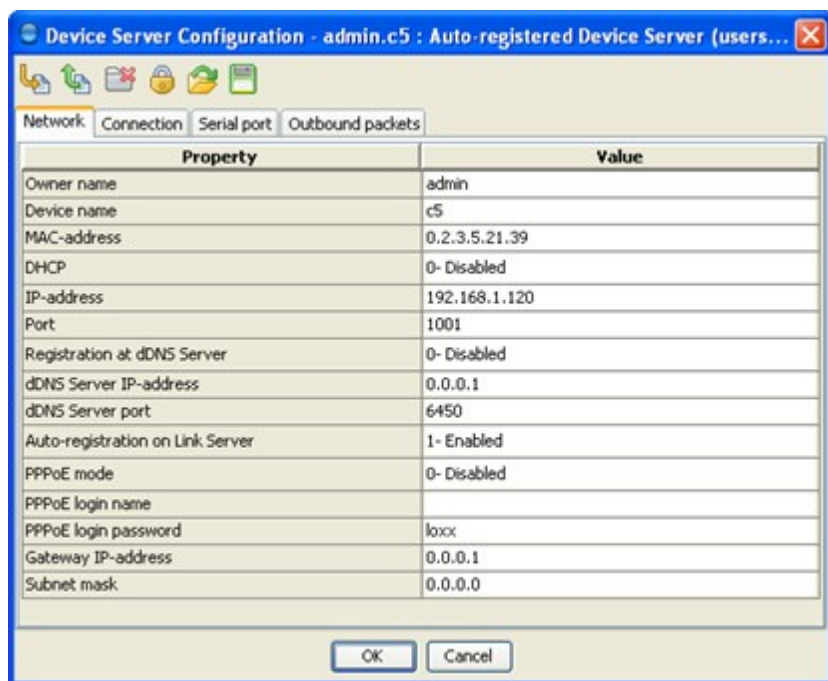 Device Server Configuration - admin.c5 : Auto-registered Device Server (users...
Network Connection Serial port Outbound packets
Property Value
Owner name admin
Device name c5
MAC-address 0.2.3.5.21.39
DHCP 0- Disabled
IP-address 192.168.1.120
Port 1001
Registration at dDNS Server 0- Disabled
dDNS Server IP-address 0.0.0.1
dDNS Server port 6450
Auto-registration on Link Server 1- Enabled
PPPoE mode 0- Disabled
PPPoE login name
PPPoE login password loxx
Gateway IP-address 0.0.0.1
Subnet mask 0.0.0.0
OK Cancel